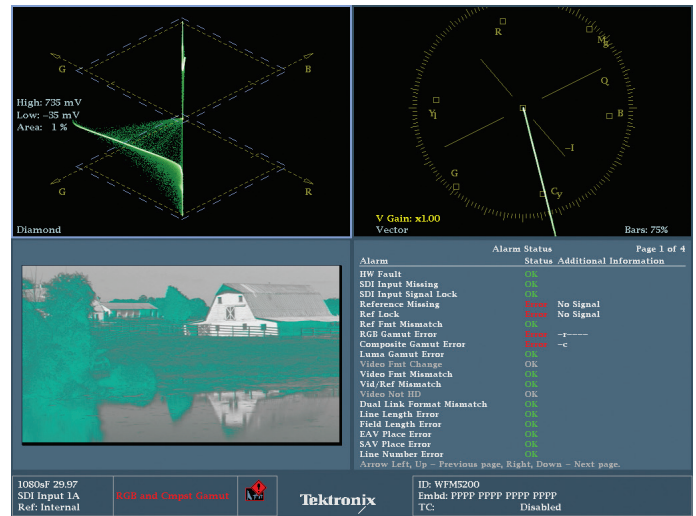 G
B
High: 735 mV
Low: −35 mV
Area: 1 %
G
R
Diamond
R
Mg
Q
Yl
B
−I
G
Cy
V Gain: x1.00
Vector
Bars: 75%
Alarm Status
Page 1 of 4
Alarm Status Additional Information
HW Fault OK
SDI Input Missing OK
SDI Input Signal Lock OK
Reference Missing No Signal
Ref Lock No Signal
Ref Fmt Mismatch OK
RGB Gamut Error −r−−−−
Composite Gamut Error −c
Luma Gamut Error OK
Video Fmt Change OK
Video Fmt Mismatch OK
Vid/Ref Mismatch OK
Video Not HD OK
Dual Link Format Mismatch OK
Line Length Error OK
Field Length Error OK
EAV Place Error OK
SAV Place Error OK
Line Number Error OK
Arrow Left, Up − Previous page, Right, Down − Next page.
1080sF 29.97
SDI Input 1A
Ref: Internal
RGB and Cmpst Gamut
Tektronix
ID: WFM5200
Embd: PPPP PPPP PPPP PPPP
TC: Disabled